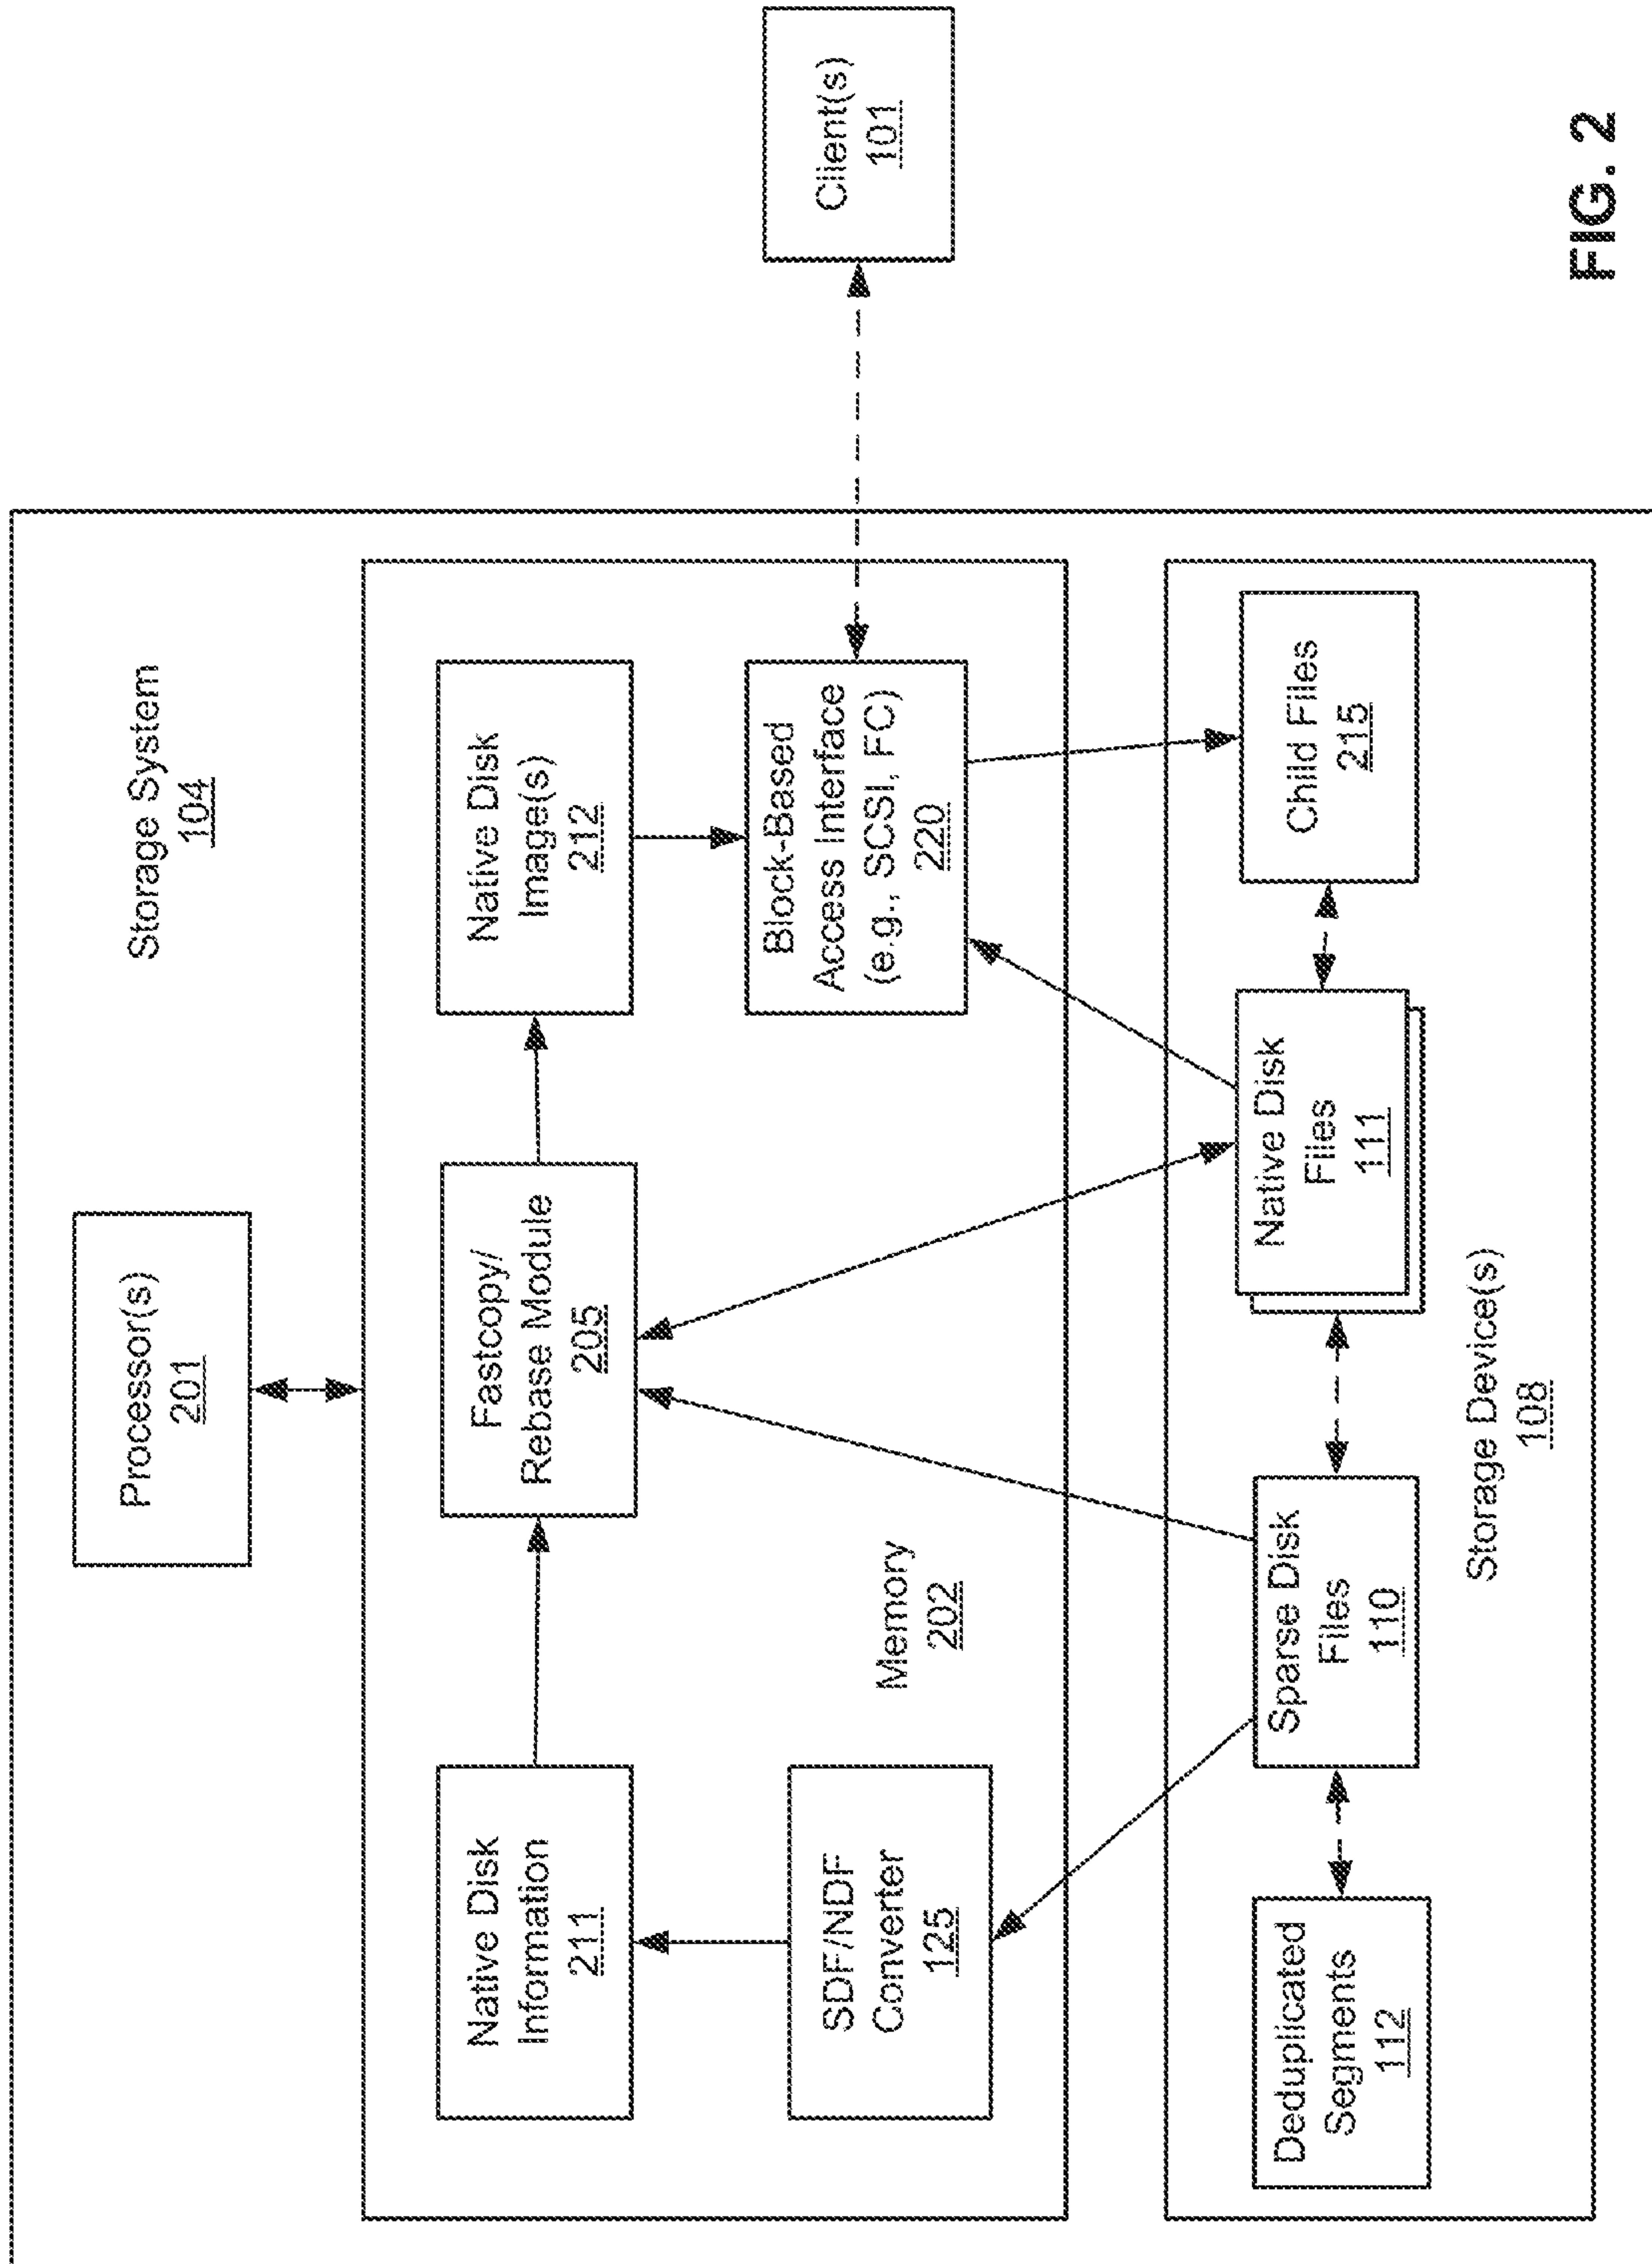 Storage System
104
Processor(s)
201
Native Disk
Information
211
Fastcopy/
Rebase Module
205
Native Disk
Image(s)
212
SDF/NDF
Converter
125
Memory
202
Block-Based
Access Interface
(e.g., SCSI, FC)
220
Client(s)
101
Deduplicated
Segments
112
Sparse Disk
Files
110
Native Disk
Files
111
Child Files
215
Storage Device(s)
108
FIG. 2